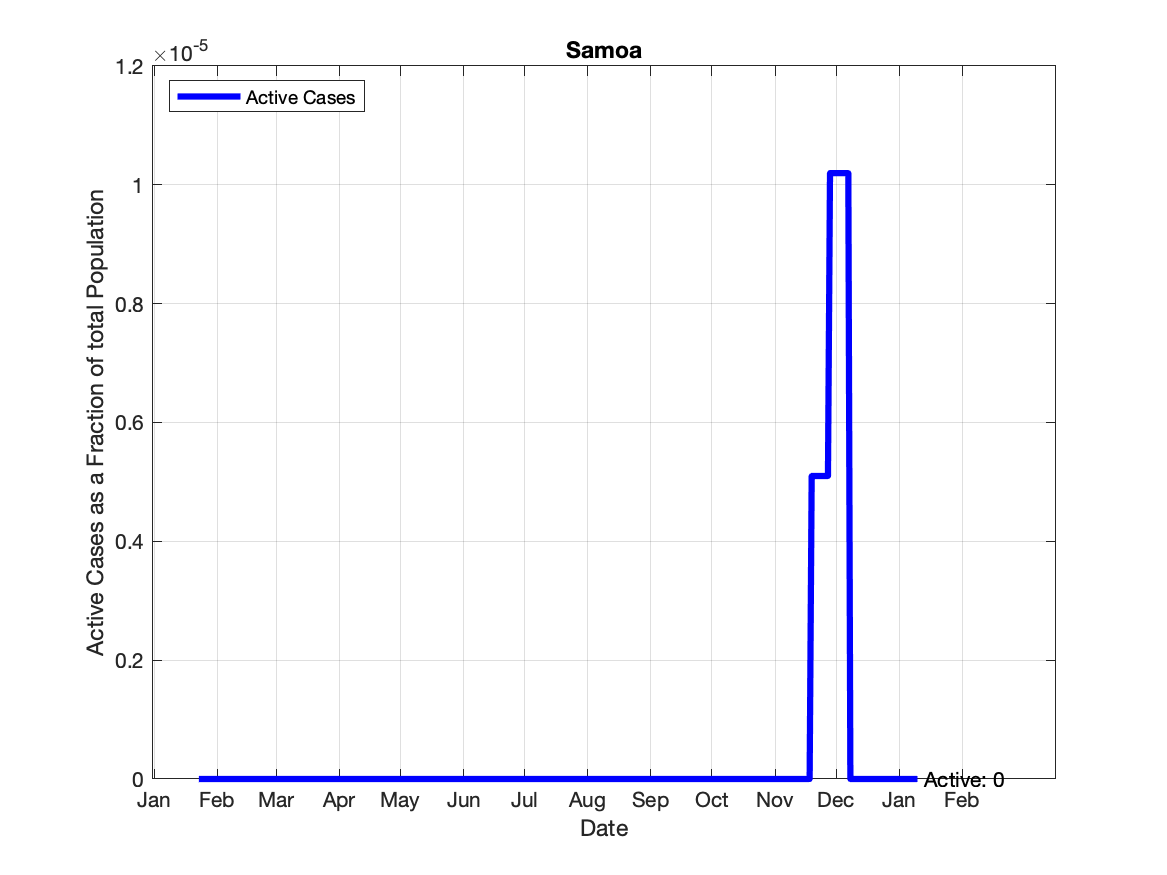 Samoa
×10-5
Active Cases
Active Cases as a Fraction of total Population
1.2
1
0.8
0.6
0.4
0.2
0
Active: 0
Jan Feb Mar Apr May Jun Jul Aug Sep Oct Nov Dec Jan Feb
Date